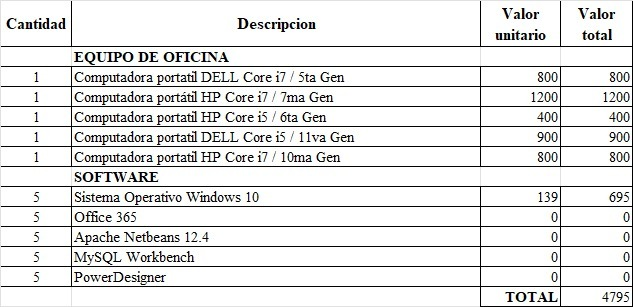 Cantidad Descripcion Valor unitario Valor total
EQUIPO DE OFICINA
1 Computadora portatil DELL Core i7 / 5ta Gen 800 800
1 Computadora portátil HP Core i7 / 7ma Gen 1200 1200
1 Computadora portatil HP Core i5 / 6ta Gen 400 400
1 Computadora portatil DELL Core i5 / 11va Gen 900 900
1 Computadora portatil HP Core i7 / 10ma Gen 800 800
SOFTWARE
5 Sistema Operativo Windows 10 139 695
5 Office 365 0 0
5 Apache Netbeans 12.4 0 0
5 MySQL Workbench 0 0
5 PowerDesigner 0 0
TOTAL 4795